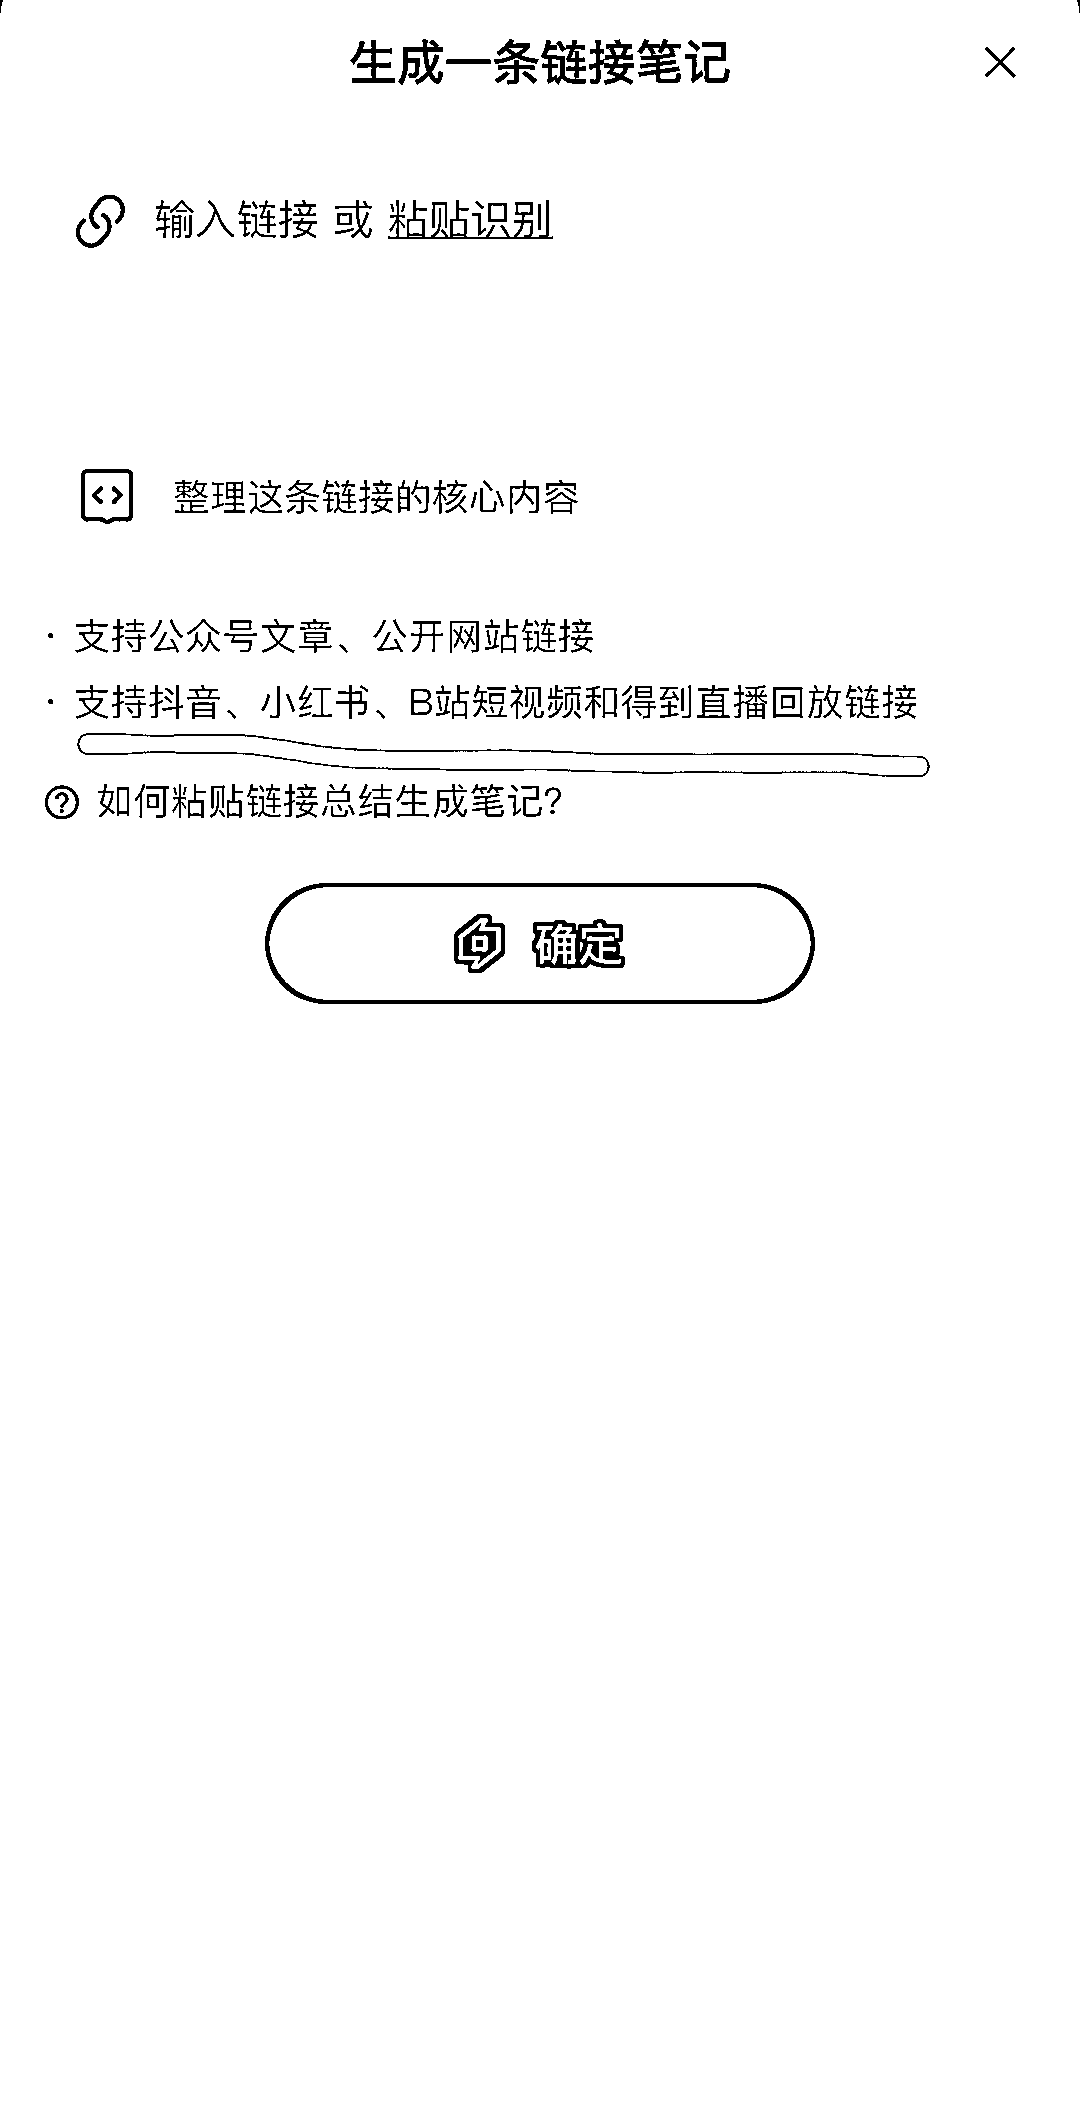 生成一条链接笔记
输入链接 或 粘贴识别
整理这条链接的核心内容
· 支持公众号文章、公开网站链接
· 支持抖音、小红书、B站短视频和得到直播回放链接
如何粘贴链接总结生成笔记?
确定